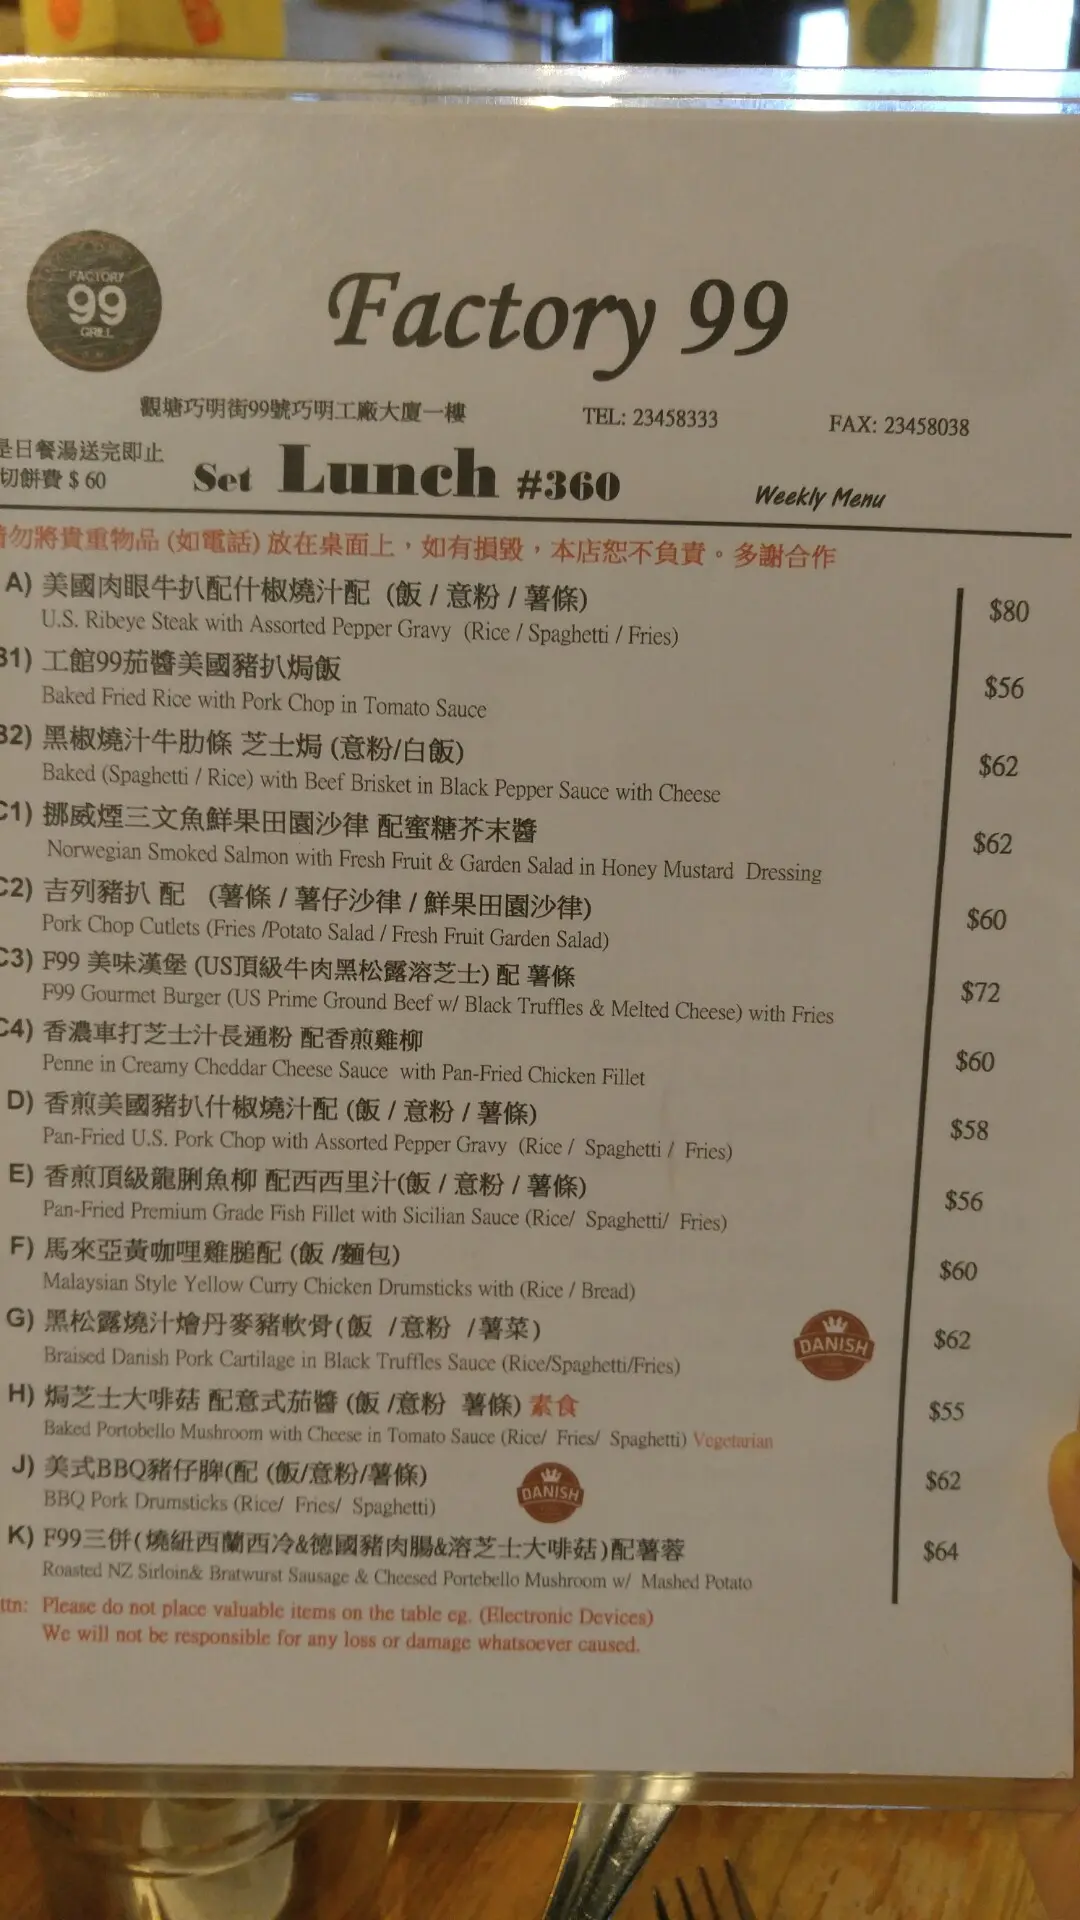 FACTORY
99
GRILL
Factory 99
觀塘巧明街99號巧明工廠大廈一樓 TEL: 23458333 FAX: 23458038
是日餐湯送完即止
切餅費 $ 60
Set Lunch #360 Weekly Menu
請勿將貴重物品 (如電話) 放在桌面上，如有損毀，本店恕不負責。多謝合作
A) 美國肉眼牛扒配什椒燒汁配 (飯 / 意粉 / 薯條) $80
U.S. Ribeye Steak with Assorted Pepper Gravy (Rice / Spaghetti / Fries)
B1) 工館99茄醬美國豬扒焗飯 $56
Baked Fried Rice with Pork Chop in Tomato Sauce
B2) 黑椒燒汁牛肋條 芝士焗 (意粉/白飯) $62
Baked (Spaghetti / Rice) with Beef Brisket in Black Pepper Sauce with Cheese
C1) 挪威煙三文魚鮮果田園沙律 配蜜糖芥末醬 $62
Norwegian Smoked Salmon with Fresh Fruit & Garden Salad in Honey Mustard Dressing
C2) 吉列豬扒 配 (薯條 / 薯仔沙律 / 鮮果田園沙律) $60
Pork Chop Cutlets (Fries /Potato Salad / Fresh Fruit Garden Salad)
C3) F99 美味漢堡 (US頂級牛肉黑松露溶芝士) 配 薯條 $72
F99 Gourmet Burger (US Prime Ground Beef w/ Black Truffles & Melted Cheese) with Fries
C4) 香濃車打芝士汁長通粉 配香煎雞柳 $60
Penne in Creamy Cheddar Cheese Sauce with Pan-Fried Chicken Fillet
D) 香煎美國豬扒什椒燒汁配 (飯 / 意粉 / 薯條) $58
Pan-Fried U.S. Pork Chop with Assorted Pepper Gravy (Rice / Spaghetti / Fries)
E) 香煎頂級龍脷魚柳 配西西里汁(飯 / 意粉 / 薯條) $56
Pan-Fried Premium Grade Fish Fillet with Sicilian Sauce (Rice/ Spaghetti/ Fries)
F) 馬來亞黃咖哩雞膇配 (飯 /麵包) $60
Malaysian Style Yellow Curry Chicken Drumsticks with (Rice / Bread)
G) 黑松露燒汁燴丹麥豬軟骨(飯 /意粉 /薯菜) DANISH $62
Braised Danish Pork Cartilage in Black Truffles Sauce (Rice/Spaghetti/Fries)
H) 焗芝士大啡菇 配意式茄醬 (飯 /意粉 薯條) 素食 $55
Baked Portobello Mushroom with Cheese in Tomato Sauce (Rice/ Fries/ Spaghetti) Vegetarian
J) 美式BBQ豬仔脾(配 (飯/意粉/薯條) DANISH $62
BBQ Pork Drumsticks (Rice/ Fries/ Spaghetti)
K) F99三併(燒紐西蘭西冷&德國豬肉腸&溶芝士大啡菇)配薯蓉 $64
Roasted NZ Sirloin& Bratwurst Sausage & Cheesed Portebello Mushroom w/ Mashed Potato
ttn: Please do not place valuable items on the table eg. (Electronic Devices)
We will not be responsible for any loss or damage whatsoever caused.